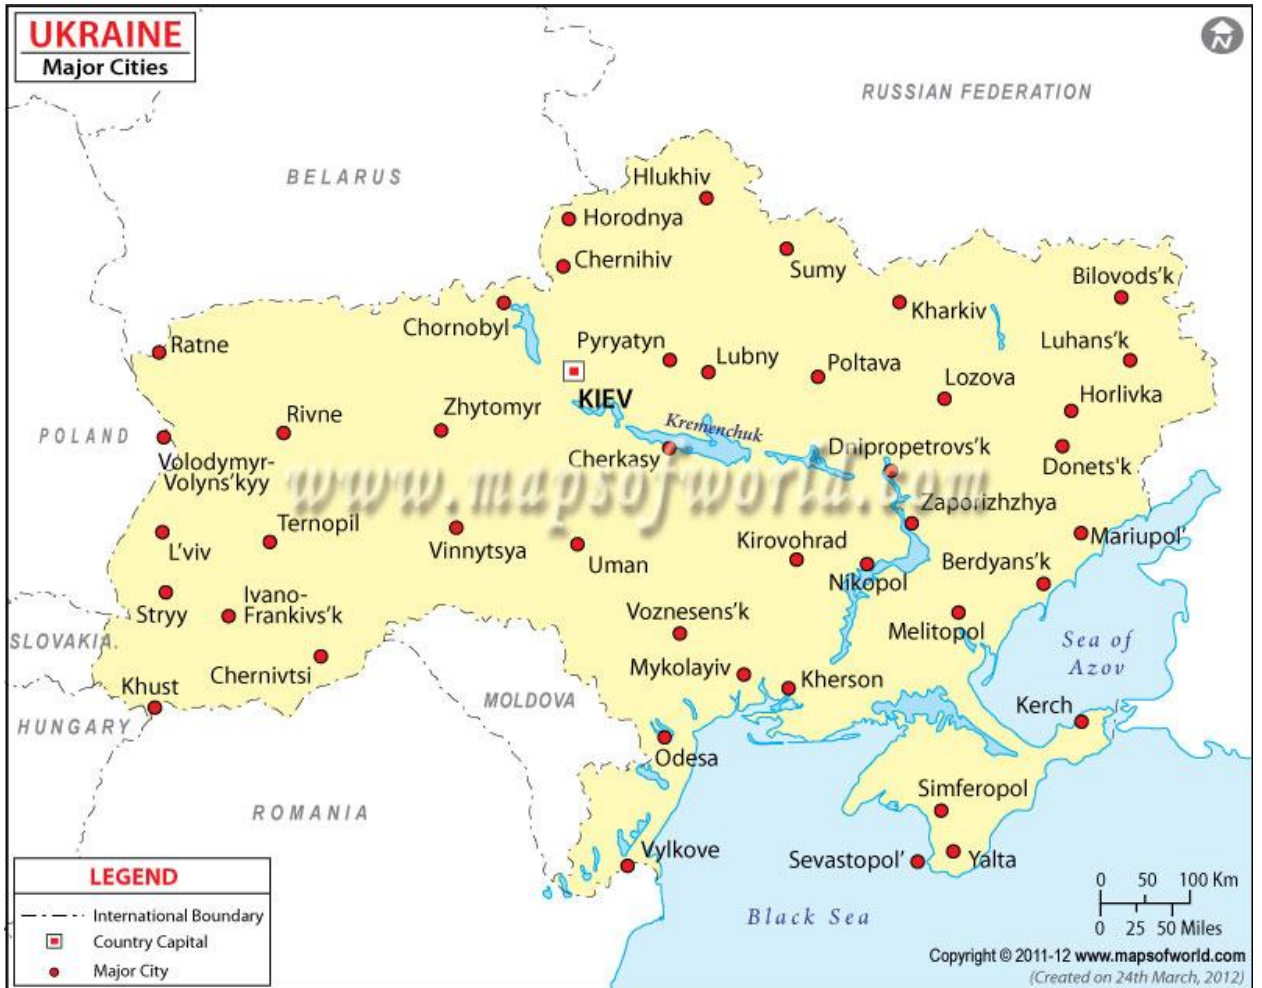 UKRAINE
Major Cities
N
RUSSIAN FEDERATION
BELARUS
Hlukhiv
Horodnya
Chernihiv
Sumy
Bilovods'k
Chornobyl
Kharkiv
Ratne
Pyryatyn
Lubny
Poltava
Luhans'k
Lozova
KIEV
Horlivka
Rivne
Zhytomyr
Kremenchuk
POLAND
Volodymyr-
Volyns'kyy
Cherkasy
Dnipropetrovs'k
Donets'k
www.mapsofworld.com
Zaporizhzhya
L'viv
Ternopil
Vinnytsya
Uman
Kirovohrad
Mariupol'
Nikopol
Berdyans'k
Stryy
Ivano-
Frankivs'k
Voznesens'k
Melitopol
Sea of
Azov
SLOVAKIA.
Chernivtsi
Mykolayiv
Kherson
Khust
MOLDOVA
Kerch
HUNGARY
Odesa
Simferopol
ROMANIA
Vylkove
Sevastopol'
Yalta
Black Sea
LEGEND
International Boundary
Country Capital
Major City
0 50 100 Km
0 25 50 Miles
Copyright © 2011-12 www.mapsofworld.com
(Created on 24th March, 2012)